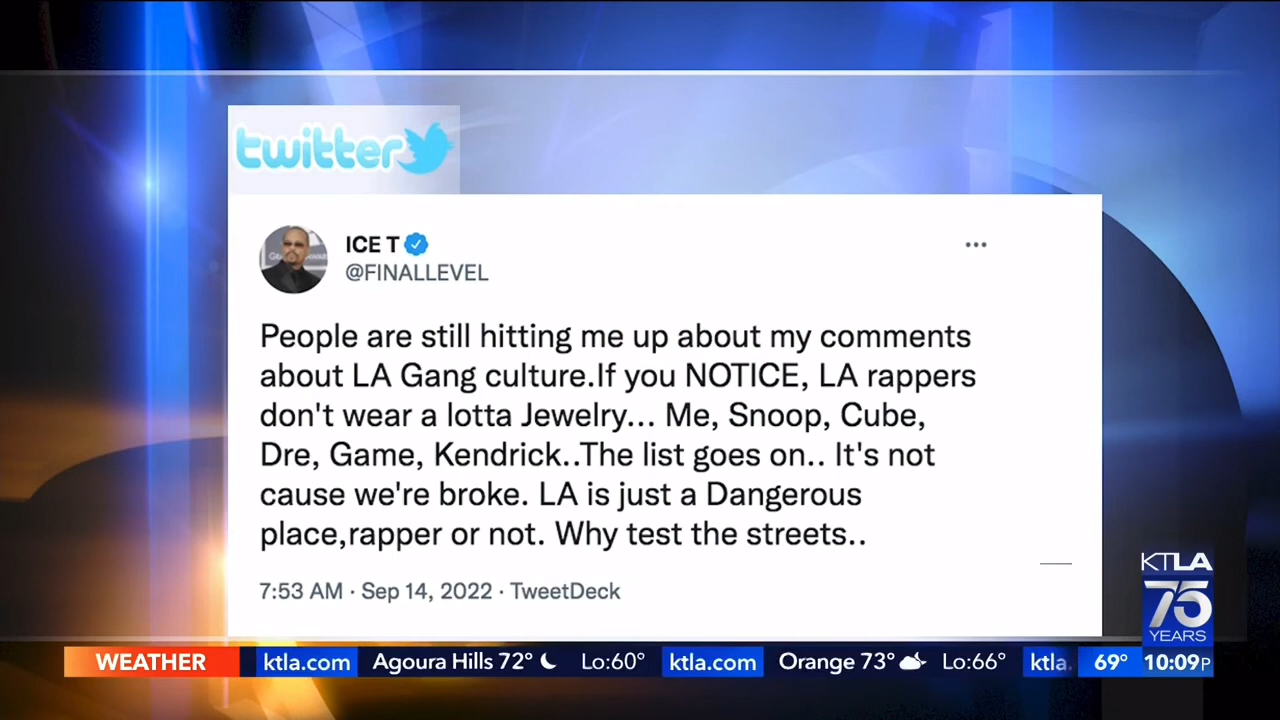 twitter
ICE T
@FINALLEVEL
People are still hitting me up about my comments
about LA Gang culture.If you NOTICE, LA rappers
don't wear a lotta Jewelry... Me, Snoop, Cube,
Dre, Game, Kendrick..The list goes on.. It's not
cause we're broke. LA is just a Dangerous
place,rapper or not. Why test the streets..
7:53 AM · Sep 14, 2022 · TweetDeck
KTLA
75
YEARS
WEATHER ktla.com Agoura Hills 72° Lo:60° ktla.com Orange 73° Lo:66° ktla. 69° 10:09P